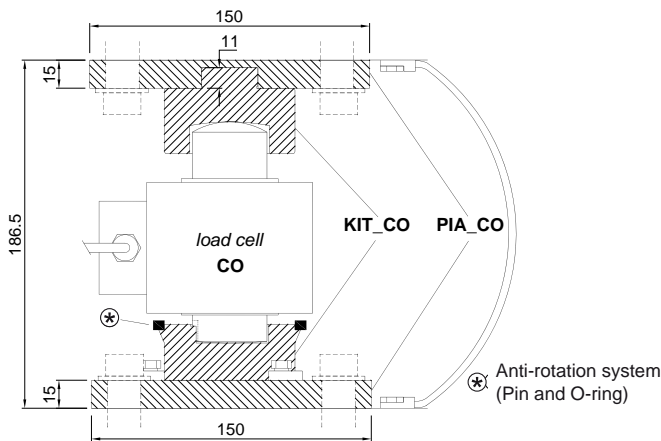 150
11
15
186.5
load cell
CO
KIT_CO
PIA_CO
*
15
150
* Anti-rotation system
(Pin and O-ring)